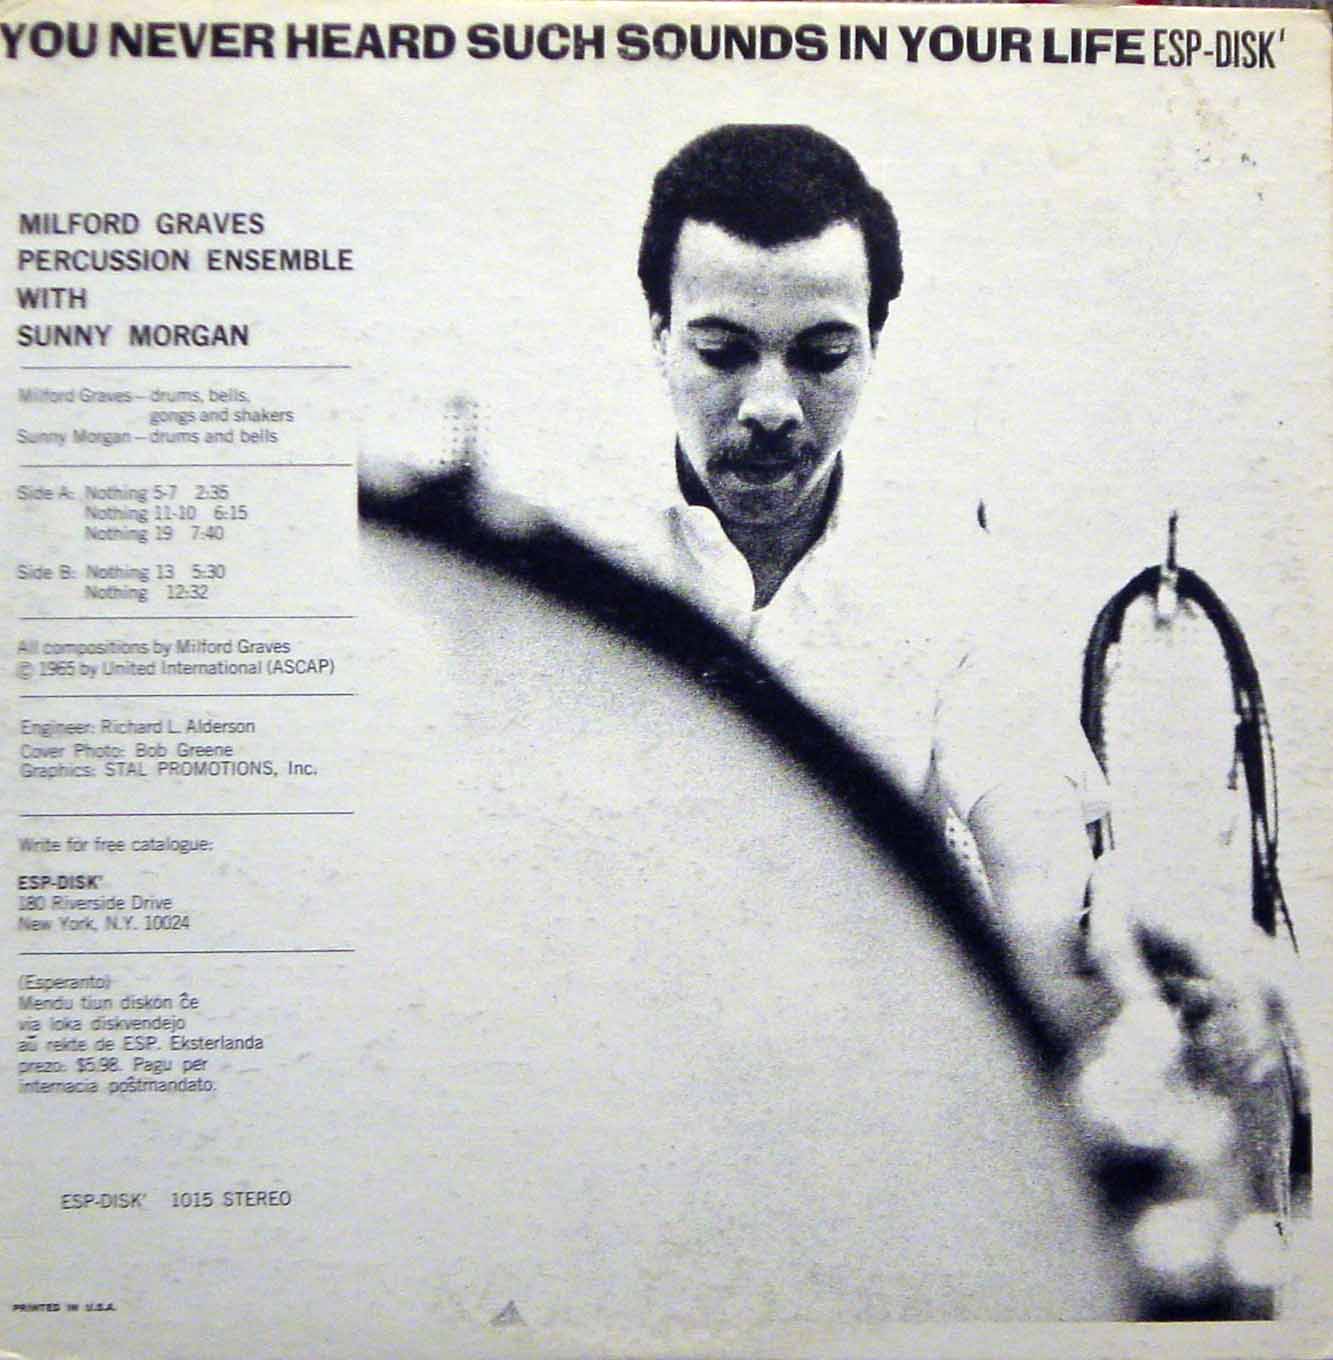 YOU NEVER HEARD SUCH SOUNDS IN YOUR LIFE ESP-DISK'
MILFORD GRAVES
PERCUSSION ENSEMBLE
WITH
SUNNY MORGAN
Milford Graves – drums, bells,
gongs and shakers
Sunny Morgan – drums and bells
Side A: Nothing 5-7 2:35
Nothing 11-10 6:15
Nothing 19 7:40
Side B: Nothing 13 5:30
Nothing 12:32
All compositions by Milford Graves
© 1965 by United International (ASCAP)
Engineer: Richard L. Alderson
Cover Photo: Bob Greene
Graphics: STAL PROMOTIONS, Inc.
Write for free catalogue:
ESP-DISK'
180 Riverside Drive
New York, N.Y. 10024
(Esperanto)
Mendu tiun diskon ĉe
via loka diskvendejo
aŭ rekte de ESP. Eksterlanda
prezo: $5.98. Pagu per
internacia poŝtmandato.
ESP-DISK' 1015 STEREO
PRINTED IN U.S.A.